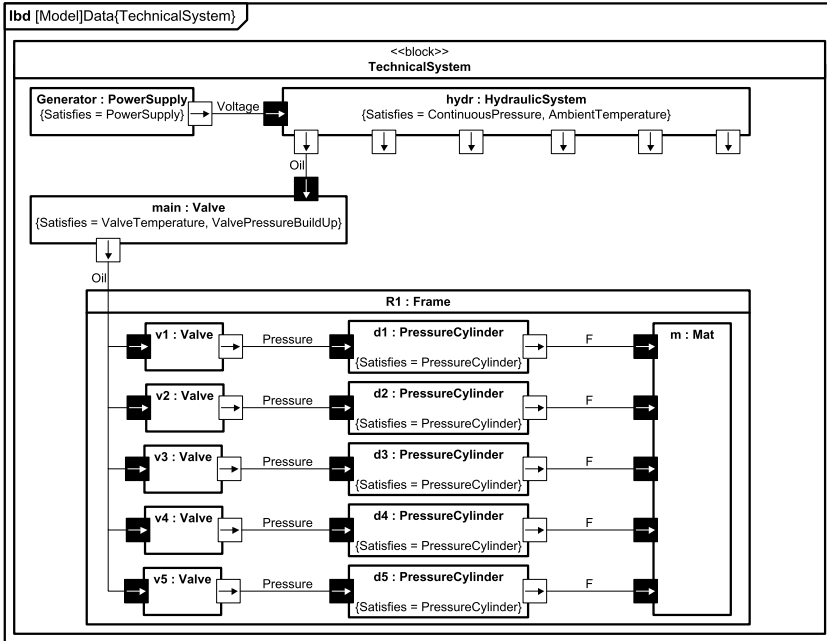 Ibd [Model]Data{TechnicalSystem}
<<block>>
TechnicalSystem
Generator : PowerSupply
{Satisfies = PowerSupply}
Voltage
hydr : HydraulicSystem
{Satisfies = ContinuousPressure, AmbientTemperature}
Oil
main : Valve
{Satisfies = ValveTemperature, ValvePressureBuildUp}
Oil
R1 : Frame
v1 : Valve
Pressure
d1 : PressureCylinder
{Satisfies = PressureCylinder}
F
m : Mat
v2 : Valve
Pressure
d2 : PressureCylinder
{Satisfies = PressureCylinder}
F
v3 : Valve
Pressure
d3 : PressureCylinder
{Satisfies = PressureCylinder}
F
v4 : Valve
Pressure
d4 : PressureCylinder
{Satisfies = PressureCylinder}
F
v5 : Valve
Pressure
d5 : PressureCylinder
{Satisfies = PressureCylinder}
F